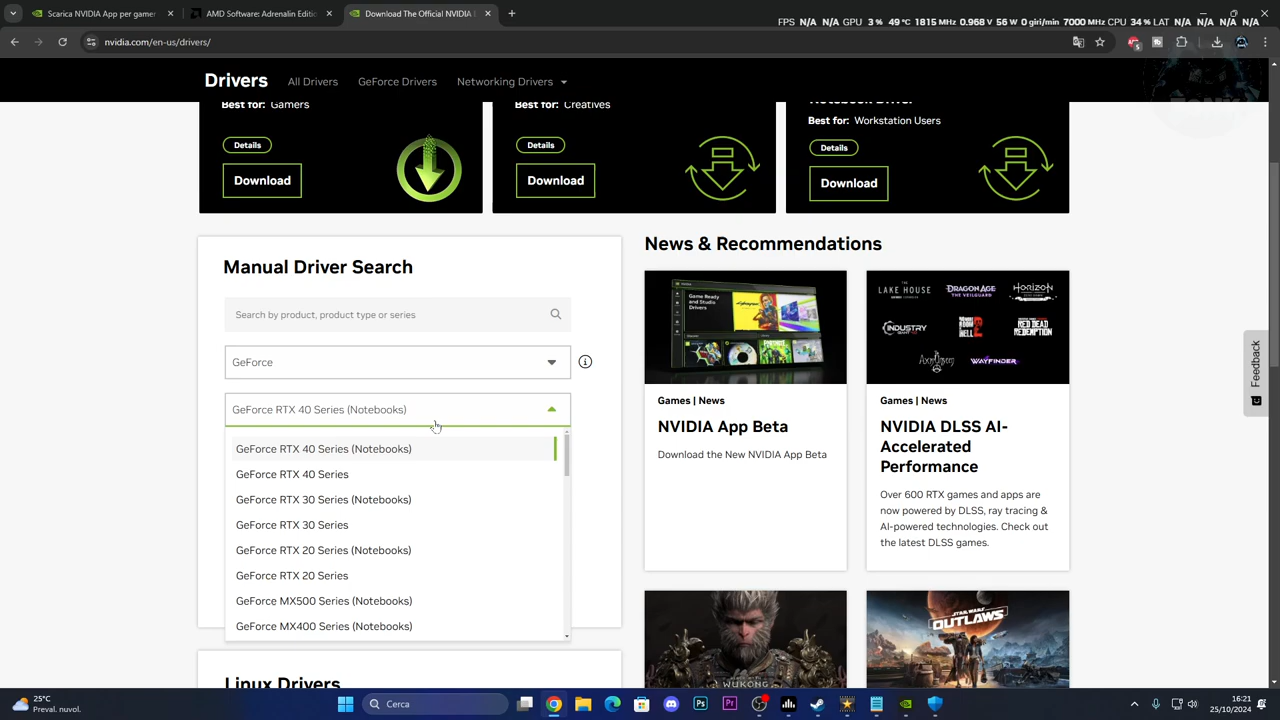 NVIDIA App per gamer
AMD Software: Adrenalin Editio
Download The Official NVIDIA
FPS N/A N/A GPU 3 % 49 °C 1815 MHz 0.968 V 56 W 0 giri/min 7000 MHz CPU 34 % LAT N/A N/A N/A N/A
nvidia.com/en-us/drivers/
Drivers All Drivers GeForce Drivers Networking Drivers
Best for: Gamers
Details
Download
Best for: Creatives
Details
Download
Best for: Workstation Users
Details
Download
Manual Driver Search
Search by product, product type or series
GeForce
GeForce RTX 40 Series (Notebooks)
GeForce RTX 40 Series (Notebooks)
GeForce RTX 40 Series
GeForce RTX 30 Series (Notebooks)
GeForce RTX 30 Series
GeForce RTX 20 Series (Notebooks)
GeForce RTX 20 Series
GeForce MX500 Series (Notebooks)
GeForce MX400 Series (Notebooks)
Linux Drivers
News & Recommendations
Games | News
NVIDIA App Beta
Download the New NVIDIA App Beta
THE
LAKE HOUSE
DRAGON AGE
THE VEILGUARD
Horizon
INDUSTRY
GIANT
RED DEAD
REDEMPTION
WAYFINDER
Games | News
NVIDIA DLSS AI-
Accelerated
Performance
Over 600 RTX games and apps are
now powered by DLSS, ray tracing &
AI-powered technologies. Check out
the latest DLSS games.
WUKONG
STAR WARS
OUTLAWS
Feedback
25°C
Preval. nuvol.
Cerca
16:21
25/10/2024